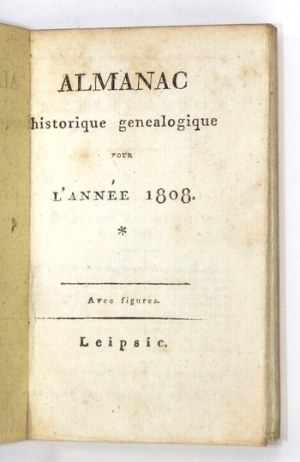 ALMANAC
historique genealogique
POUR
L'ANNÉE 1808.
*
Avec figures.
Leipsic.